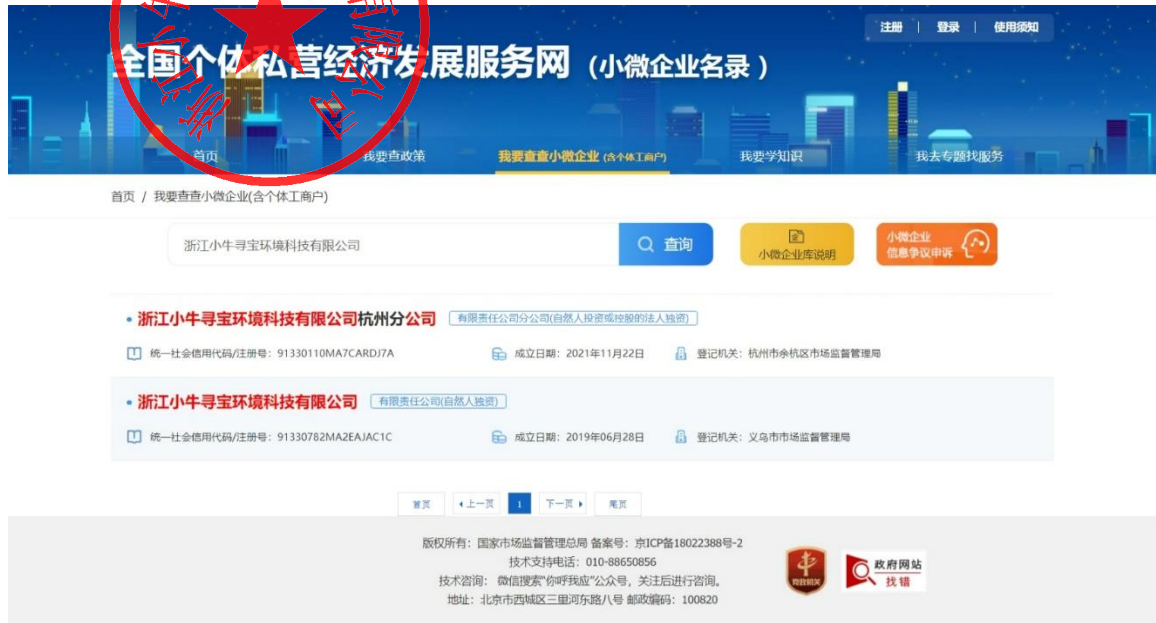 注册 | 登录 | 使用须知
全国个体私营经济发展服务网（小微企业名录）
首页 我要查政策 我要查查小微企业 (含个体工商户) 我要学知识 我去专题找服务
首页 / 我要查查小微企业(含个体工商户)
浙江小牛寻宝环境科技有限公司 查询
小微企业库说明
小微企业
信息争议申诉
浙江小牛寻宝环境科技有限公司杭州分公司 有限责任公司分公司(自然人投资或控股的法人独资)
统一社会信用代码/注册号：91330110MA7CARDJ7A 成立日期：2021年11月22日 登记机关：杭州市余杭区市场监督管理局
浙江小牛寻宝环境科技有限公司 有限责任公司(自然人独资)
统一社会信用代码/注册号：91330782MA2EAJAC1C 成立日期：2019年06月28日 登记机关：义乌市市场监督管理局
首页 上一页 1 下一页 尾页
版权所有：国家市场监督管理总局 备案号：京ICP备18022388号-2
技术支持电话：010-88650856
技术咨询： 微信搜索“你呼我应”公众号，关注后进行咨询。
地址：北京市西城区三里河东路八号 邮政编码：100820
党政机关
政府网站
找错